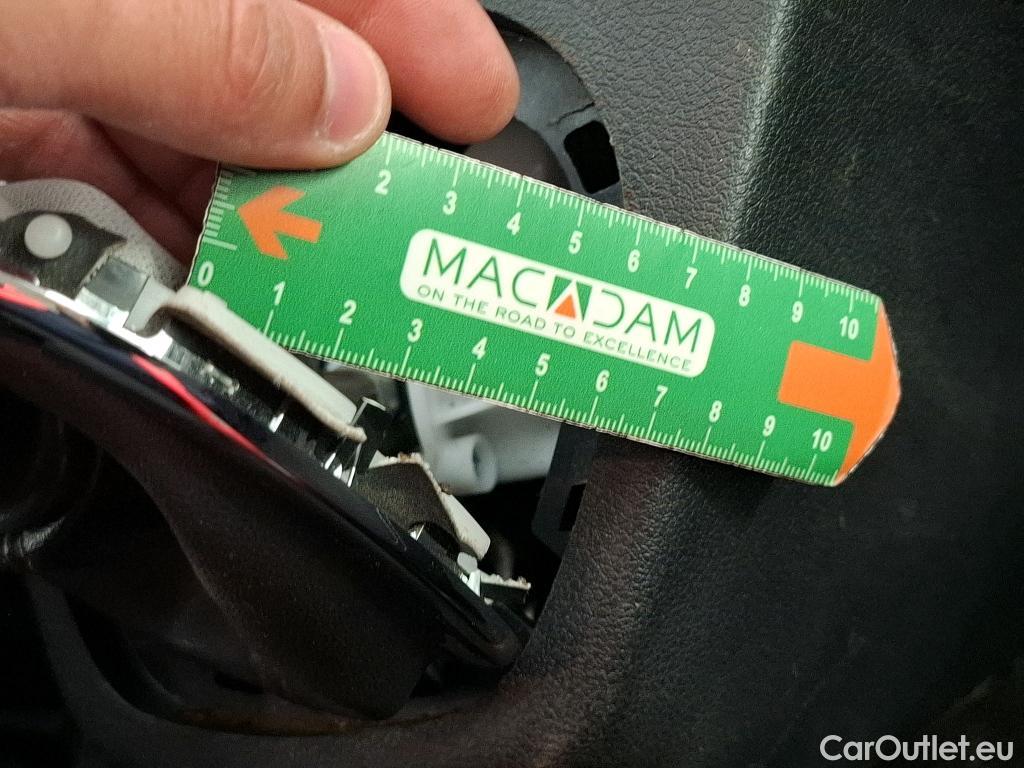 2 3 4 5 6 7 8 9 10
MACADAM
ON THE ROAD TO EXCELLENCE
0 1 2 3 4 5 6 7 8 9 10
CarOutlet.eu